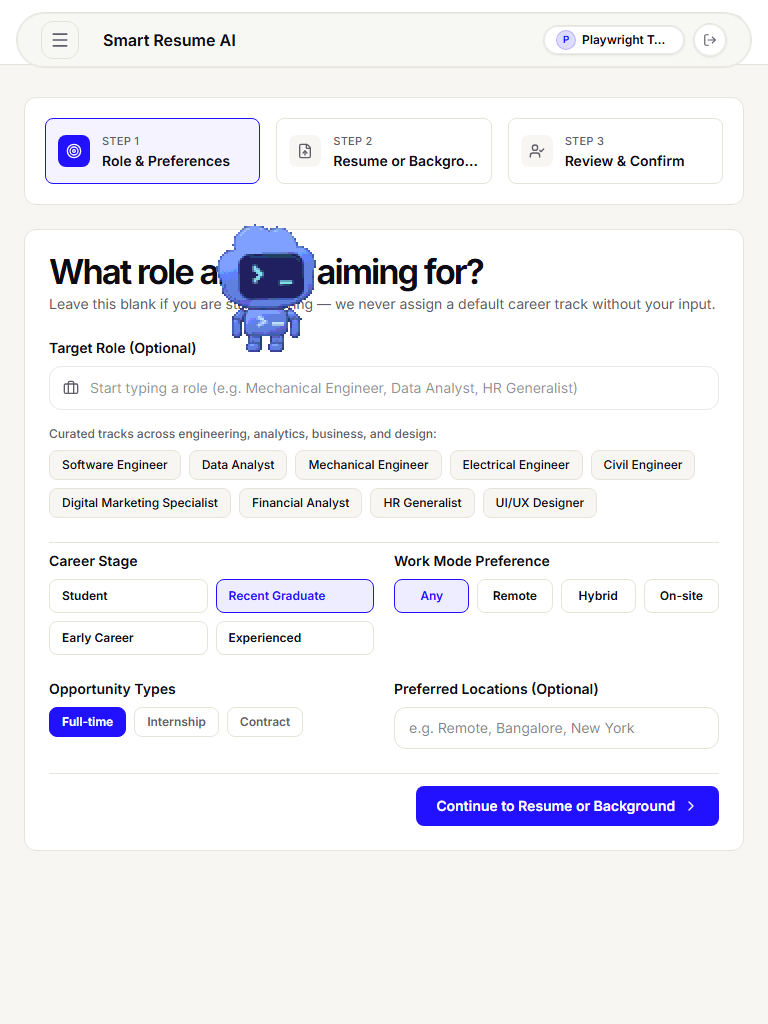 Smart Resume AI
P Playwright T...
STEP 1
Role & Preferences
STEP 2
Resume or Backgro...
STEP 3
Review & Confirm
What role a aiming for?
Leave this blank if you are — we never assign a default career track without your input.
Target Role (Optional)
Start typing a role (e.g. Mechanical Engineer, Data Analyst, HR Generalist)
Curated tracks across engineering, analytics, business, and design:
Software Engineer
Data Analyst
Mechanical Engineer
Electrical Engineer
Civil Engineer
Digital Marketing Specialist
Financial Analyst
HR Generalist
UI/UX Designer
Career Stage
Student
Recent Graduate
Early Career
Experienced
Work Mode Preference
Any
Remote
Hybrid
On-site
Opportunity Types
Full-time
Internship
Contract
Preferred Locations (Optional)
e.g. Remote, Bangalore, New York
Continue to Resume or Background